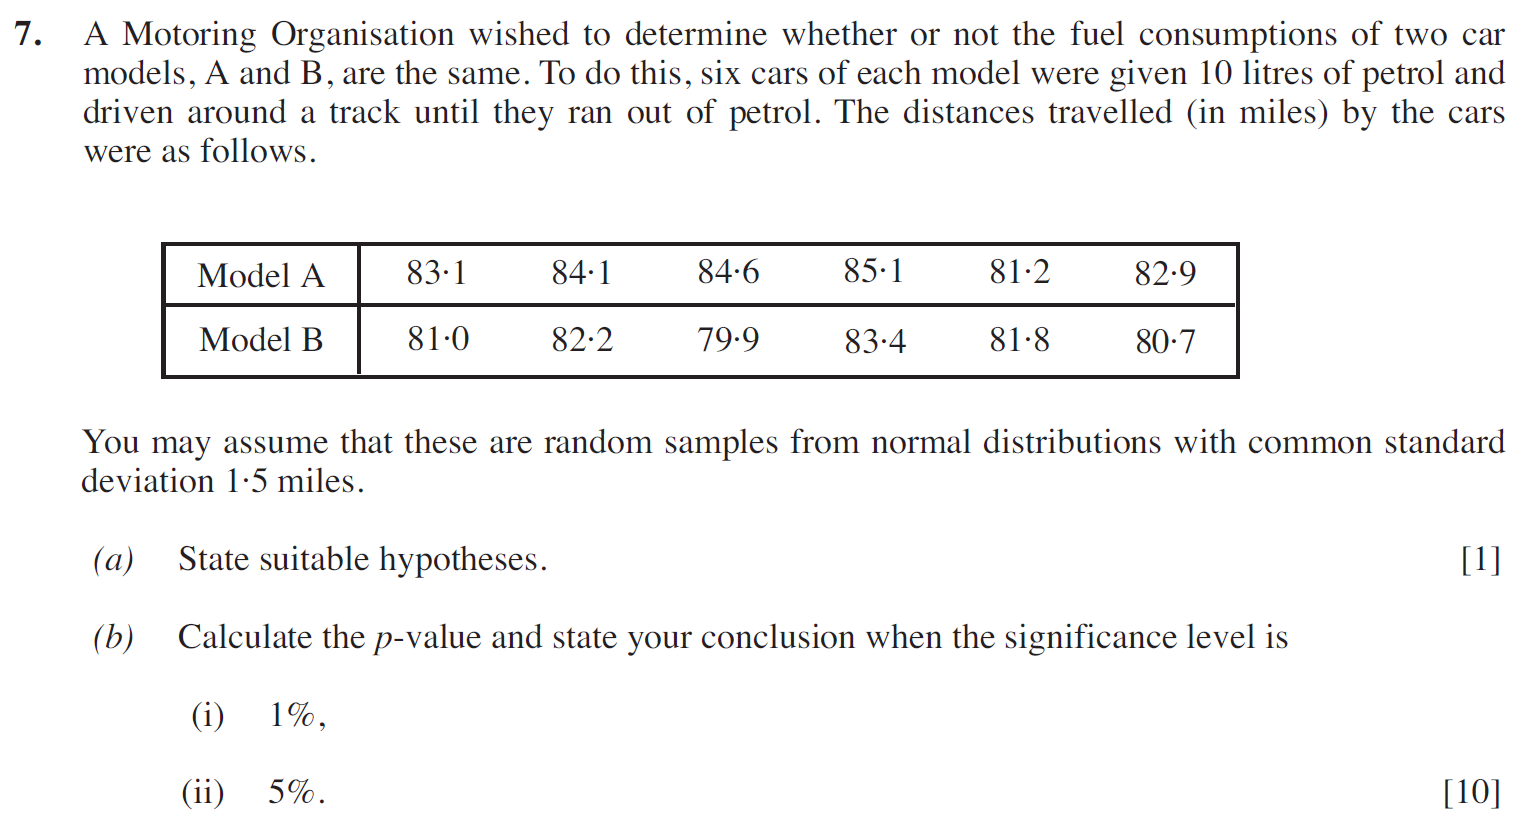 7. A Motoring Organisation wished to determine whether or not the fuel consumptions of two car
models, A and B, are the same. To do this, six cars of each model were given 10 litres of petrol and
driven around a track until they ran out of petrol. The distances travelled (in miles) by the cars
were as follows.
Model A 83·1 84·1 84·6 85·1 81·2 82·9
Model B 81·0 82·2 79·9 83·4 81·8 80·7
You may assume that these are random samples from normal distributions with common standard
deviation 1·5 miles.
(a) State suitable hypotheses. [1]
(b) Calculate the p-value and state your conclusion when the significance level is
(i) 1%,
(ii) 5%. [10]